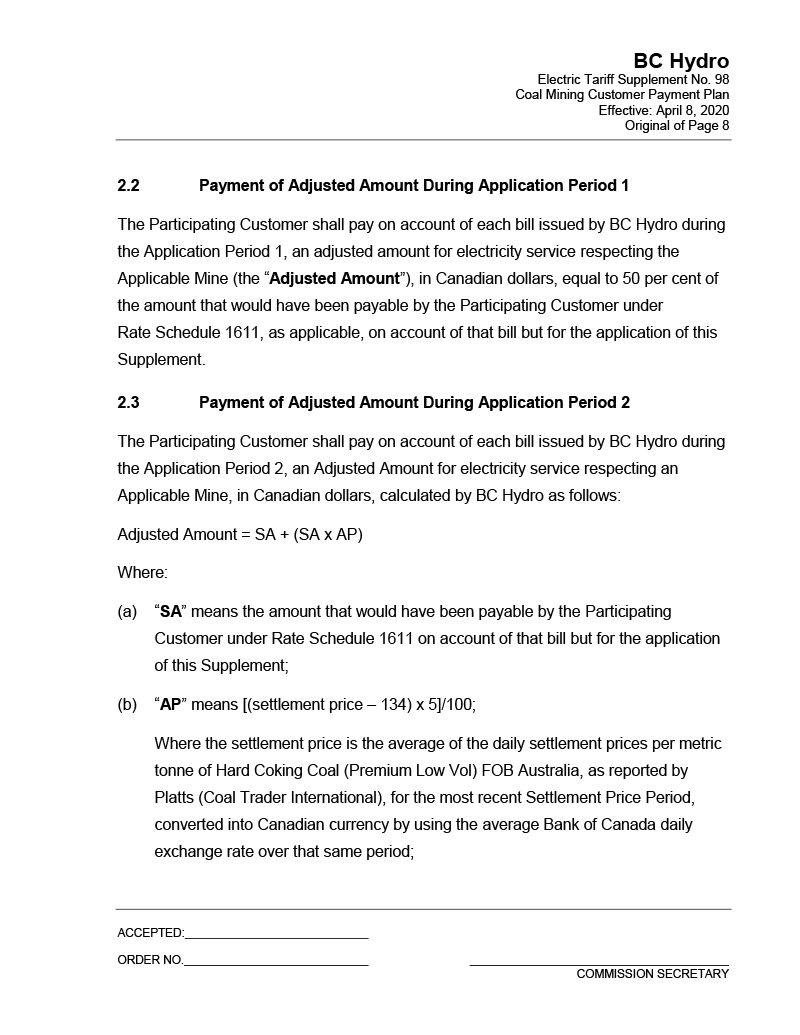 BC Hydro
Electric Tariff Supplement No. 98
Coal Mining Customer Payment Plan
Effective: April 8, 2020
Original of Page 8
2.2 Payment of Adjusted Amount During Application Period 1
The Participating Customer shall pay on account of each bill issued by BC Hydro during
the Application Period 1, an adjusted amount for electricity service respecting the
Applicable Mine (the “Adjusted Amount”), in Canadian dollars, equal to 50 per cent of
the amount that would have been payable by the Participating Customer under
Rate Schedule 1611, as applicable, on account of that bill but for the application of this
Supplement.
2.3 Payment of Adjusted Amount During Application Period 2
The Participating Customer shall pay on account of each bill issued by BC Hydro during
the Application Period 2, an Adjusted Amount for electricity service respecting an
Applicable Mine, in Canadian dollars, calculated by BC Hydro as follows:
Adjusted Amount = SA + (SA x AP)
Where:
(a) “SA” means the amount that would have been payable by the Participating
Customer under Rate Schedule 1611 on account of that bill but for the application
of this Supplement;
(b) “AP” means [(settlement price – 134) x 5]/100;
Where the settlement price is the average of the daily settlement prices per metric
tonne of Hard Coking Coal (Premium Low Vol) FOB Australia, as reported by
Platts (Coal Trader International), for the most recent Settlement Price Period,
converted into Canadian currency by using the average Bank of Canada daily
exchange rate over that same period;
ACCEPTED:
ORDER NO.
COMMISSION SECRETARY